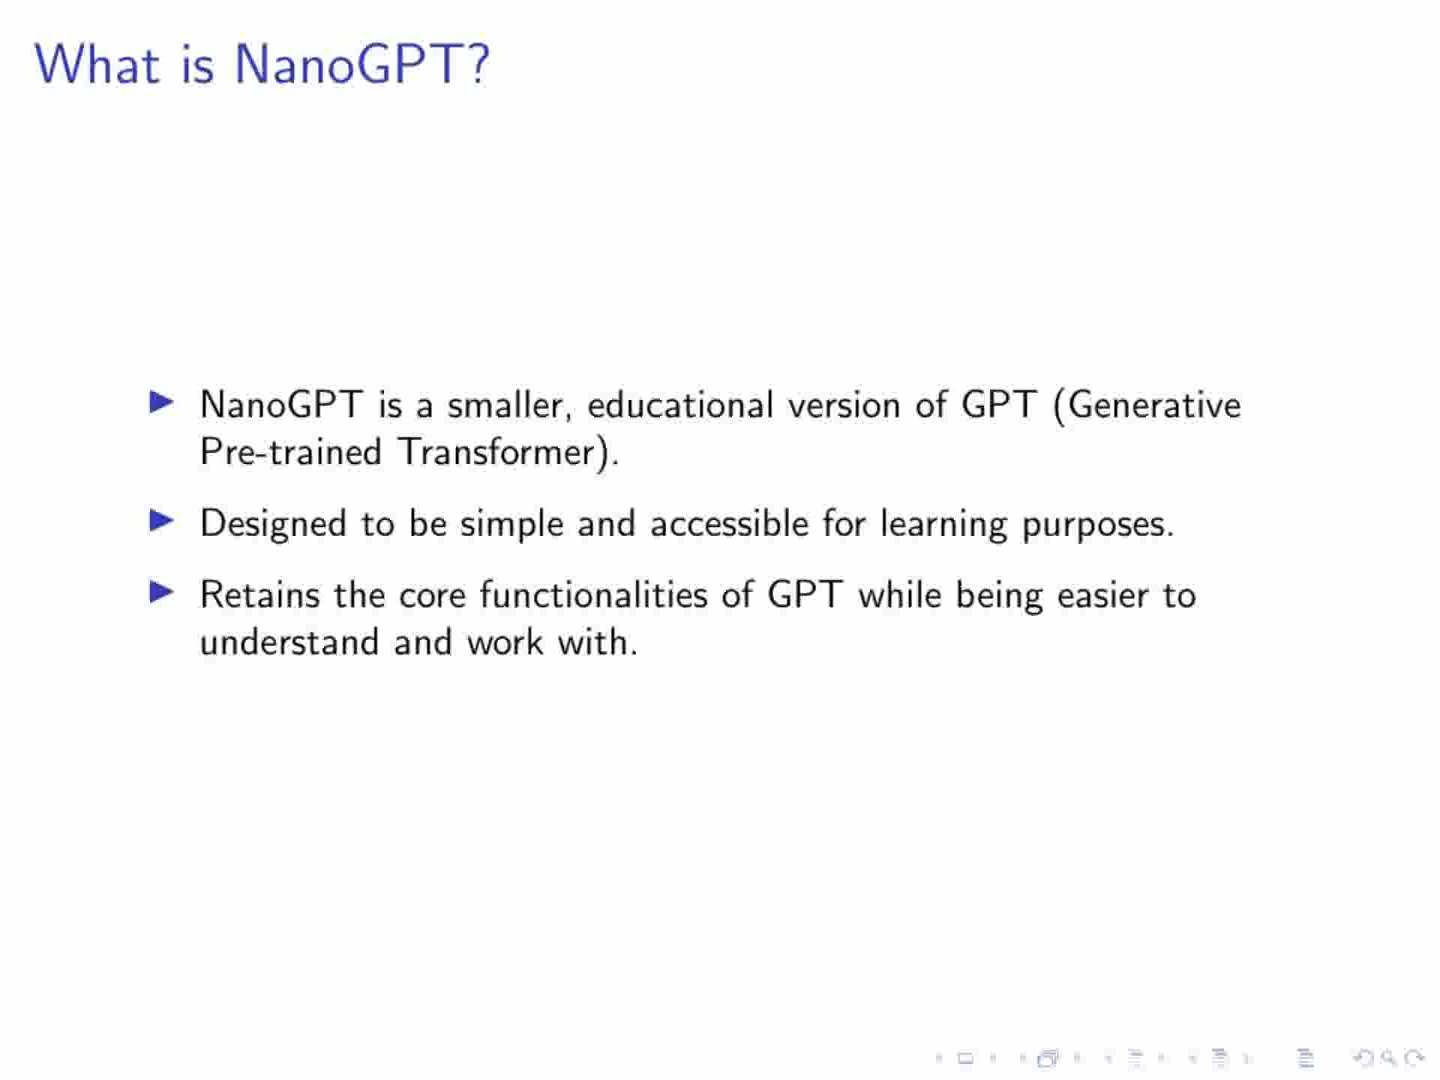 What is NanoGPT?
NanoGPT is a smaller, educational version of GPT (Generative
Pre-trained Transformer).
Designed to be simple and accessible for learning purposes.
Retains the core functionalities of GPT while being easier to
understand and work with.